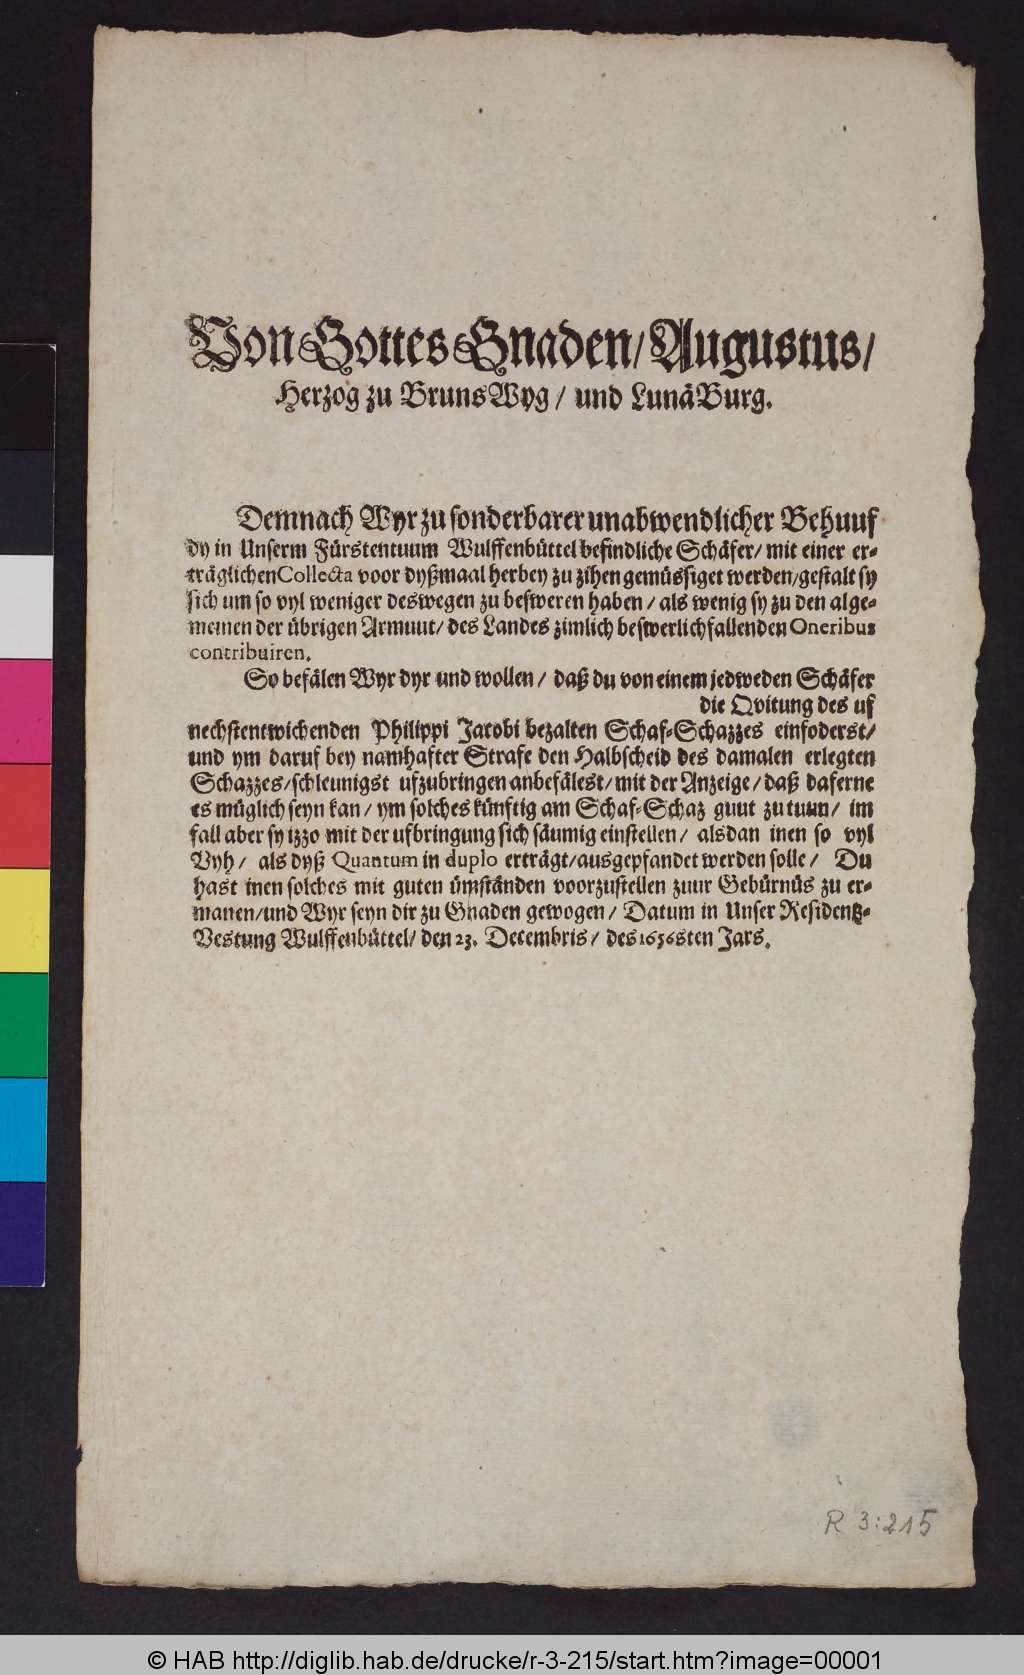 Von Gottes Gnaden/ Augustus/
Herzog zu BrunsWyg/ und LunäBurg.
Demnach Wyr zu sonderbarer unabwendlicher Behuuf
dy in Unserm Fürstentuum Wulffenbüttel befindliche Schäfer/ mit einer er-
träglichen Collecta voor dyßmaal herbey zu zihen gemüssiget werden/ gestalt sy
sich um so vyl weniger deswegen zu besweren haben/ als wenig sy zu den alge-
meinen der übrigen Armuut/ des Landes zimlich beswerlich fallenden Oneribus
contribuiren.
So befälen Wyr dyr und wollen/ daß du von einem jedweden Schäfer
die Qvitung des uf
nechstentwichenden Philippi Jacobi bezalten Schaf-Schazzes einfoderst/
und ym daruf bey namhafter Strafe den Halbscheid des damalen erlegten
Schazzes/ schleunigst ufzubringen anbefälest/ mit der Anzeige/ daß daferne
es müglich seyn kan/ ym solches künftig am Schaf-Schaz guut zu tuun/ im
fall aber sy izzo mit der ufbringung sich säumig einstellen/ alsdan inen so vyl
Vyh/ als dyß Quantum in duplo erträgt/ ausgepfandet werden solle/ Du
hast inen solches mit guten ümständen voorzustellen zuur Gebürnüs zu er-
manen/ und Wyr seyn dir zu Gnaden gewogen/ Datum in Unser Residentz-
Vestung Wulffenbüttel/ den 23. Decembris/ des 1656sten Jars.
R 3:215
© HAB http://diglib.hab.de/drucke/r-3-215/start.htm?image=00001